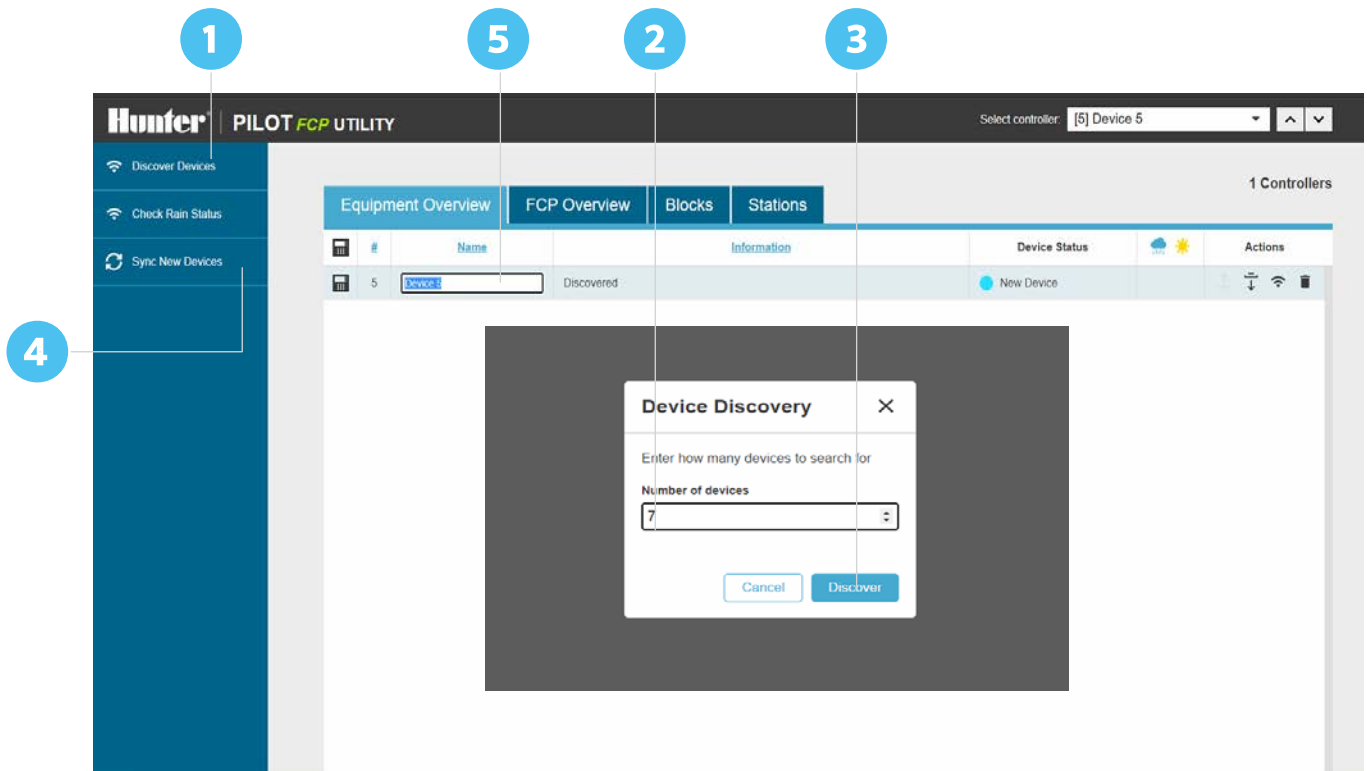 1 5 2 3
Hunter® PILOT FCP UTILITY Select controller: [5] Device 5
Discover Devices
1 Controllers
Equipment Overview FCP Overview Blocks Stations
Check Rain Status
# Name Information Device Status Actions
Sync New Devices
5 Device 5 Discovered New Device
4
Device Discovery
Enter how many devices to search for
Number of devices
7
Cancel Discover